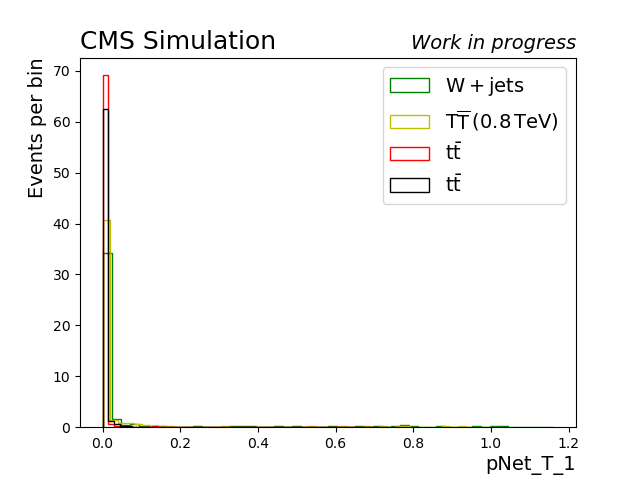 CMS Simulation Work in progress
Events per bin
70
60
50
40
30
20
10
0
W + jets
TT̅ (0.8 TeV)
tt̄
tt̄
0.0 0.2 0.4 0.6 0.8 1.0 1.2
pNet_T_1